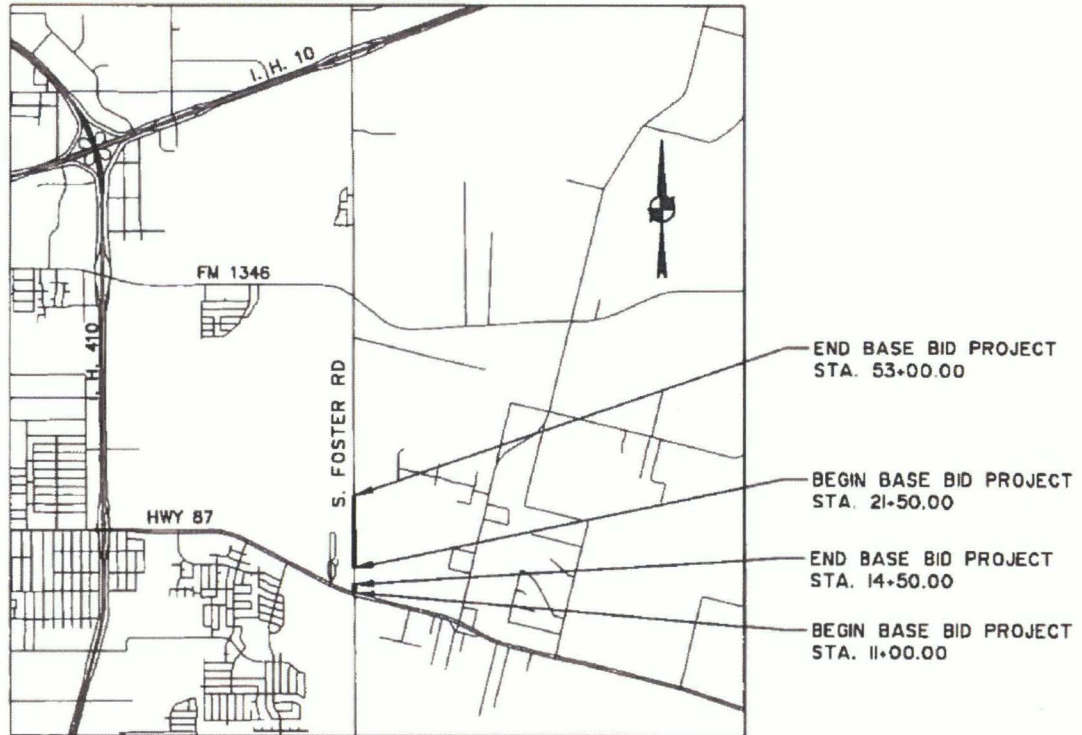 I. H. 10
FM 1346
I. H. 410
S. FOSTER RD
HWY 87
END BASE BID PROJECT
STA. 53+00.00
BEGIN BASE BID PROJECT
STA. 21+50.00
END BASE BID PROJECT
STA. 14+50.00
BEGIN BASE BID PROJECT
STA. 11+00.00